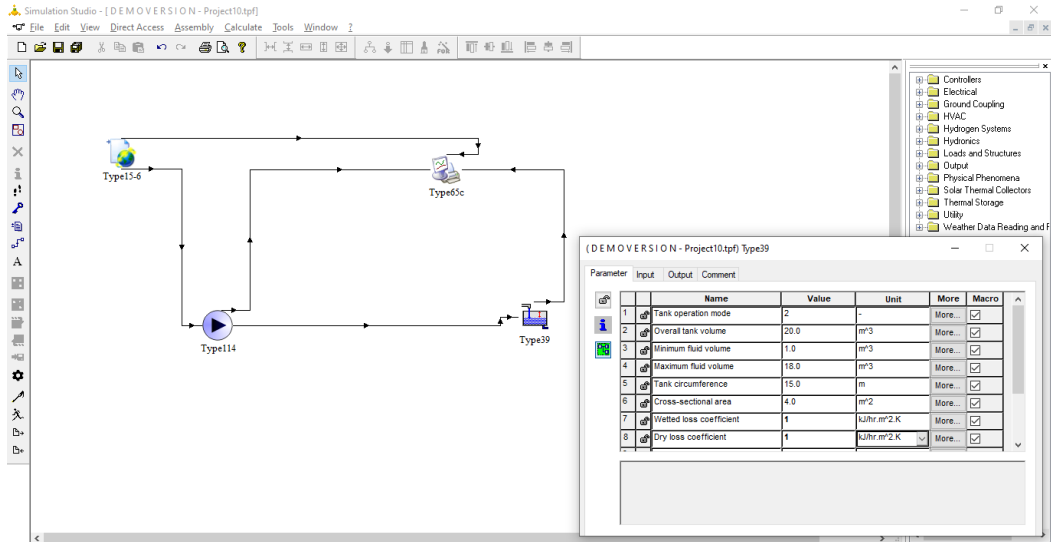 Simulation Studio - [ D E M O V E R S I O N - Project10.tpf]
File Edit View Direct Access Assembly Calculate Tools Window ?
Controllers
Electrical
Ground Coupling
HVAC
Hydrogen Systems
Hydronics
Loads and Structures
Output
Physical Phenomena
Solar Thermal Collectors
Thermal Storage
Utility
Weather Data Reading and
Type15-6
Type65c
Type114
Type39
( D E M O V E R S I O N - Project10.tpf) Type39
Parameter Input Output Comment
Name Value Unit More Macro
1 Tank operation mode 2 - More...
2 Overall tank volume 20.0 m^3 More...
3 Minimum fluid volume 1.0 m^3 More...
4 Maximum fluid volume 18.0 m^3 More...
5 Tank circumference 15.0 m More...
6 Cross-sectional area 4.0 m^2 More...
7 Wetted loss coefficient 1 kJ/hr.m^2.K More...
8 Dry loss coefficient 1 kJ/hr.m^2.K More...